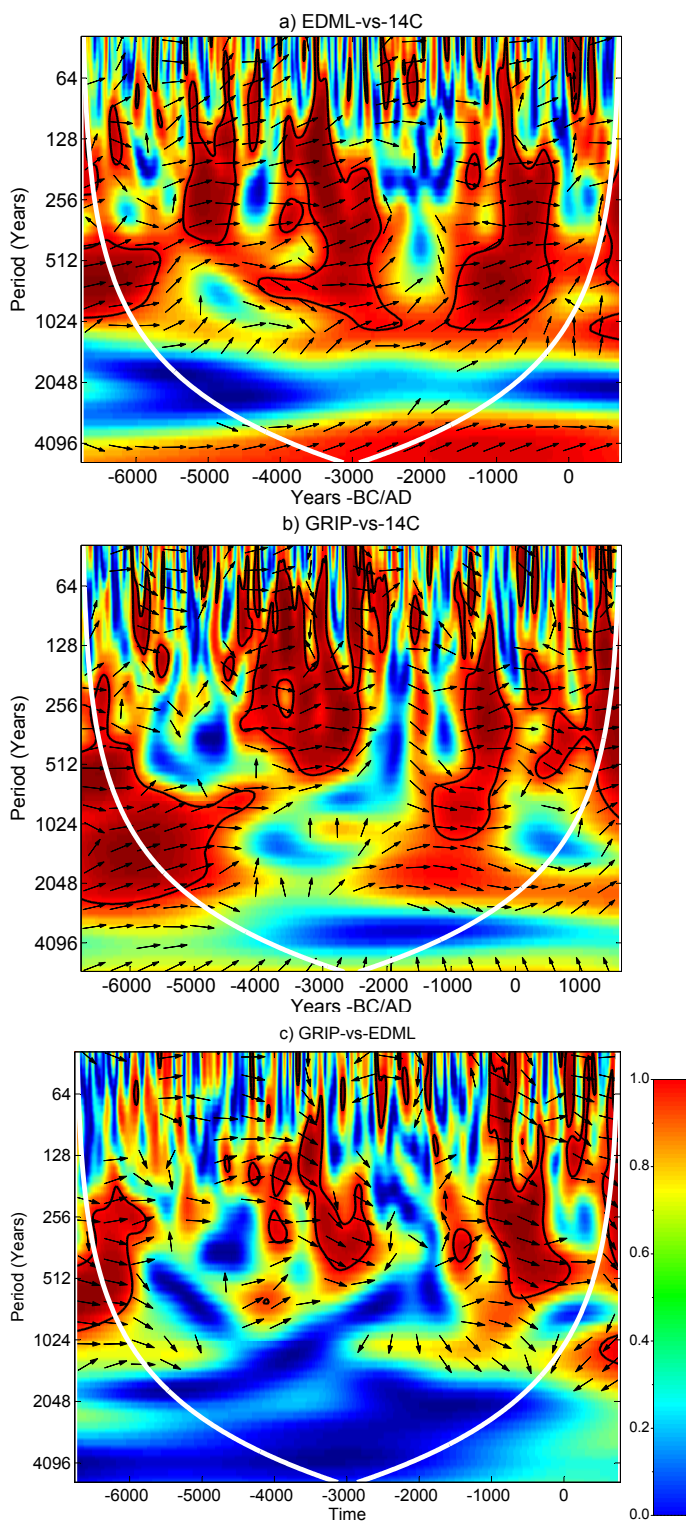 a) EDML-vs-14C
64
128
256
512
1024
2048
4096
Period (Years)
-6000 -5000 -4000 -3000 -2000 -1000 0
Years -BC/AD
b) GRIP-vs-14C
64
128
256
512
1024
2048
4096
Period (Years)
-6000 -5000 -4000 -3000 -2000 -1000 0 1000
Years -BC/AD
c) GRIP-vs-EDML
64
128
256
512
1024
2048
4096
Period (Years)
-6000 -5000 -4000 -3000 -2000 -1000 0
Time
1.0
0.8
0.6
0.4
0.2
0.0